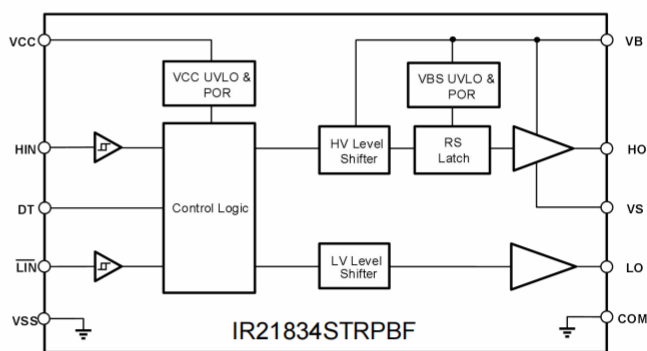 VCC
VB
VCC UVLO &
POR
VBS UVLO &
POR
HIN
HV Level
Shifter
RS
Latch
HO
DT
Control Logic
VS
LIN
LV Level
Shifter
LO
VSS
IR21834STRPBF
COM